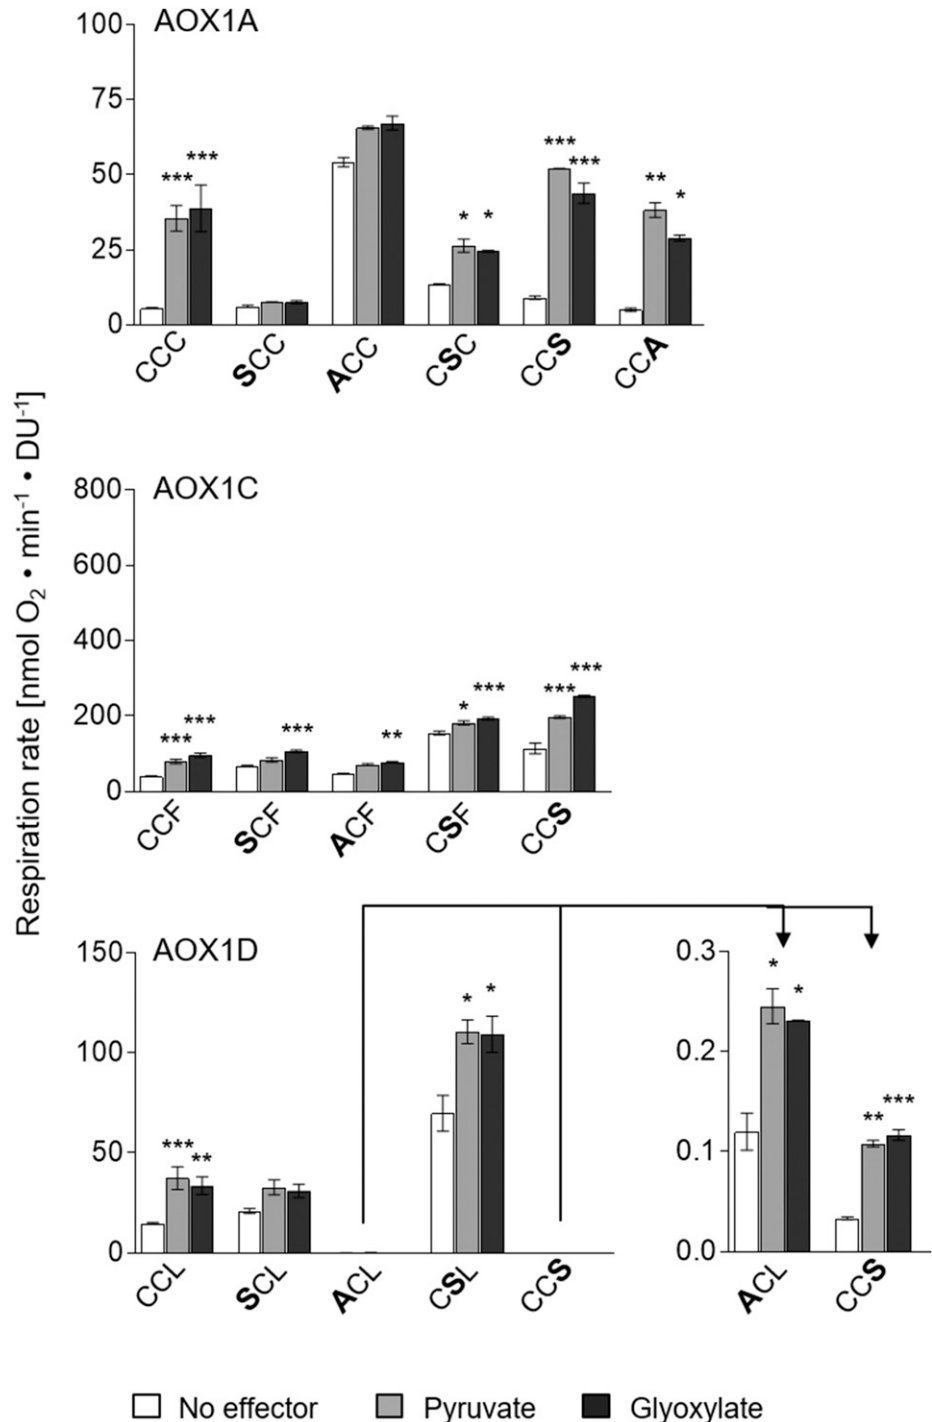 AOX1A
100
75
50
25
0
*** *** * * *** *** ** *
CCC SCC ACC CSC CCS CCA
Respiration rate [nmol O₂ • min⁻¹ • DU⁻¹]
AOX1C
800
600
400
200
0
*** *** *** ** * *** *** ***
CCF SCF ACF CSF CCS
AOX1D
150
100
50
0
*** ** * *
CCL SCL ACL CSL CCS
0.3
0.2
0.1
0.0
* * ** ***
ACL CCS
No effector Pyruvate Glyoxylate